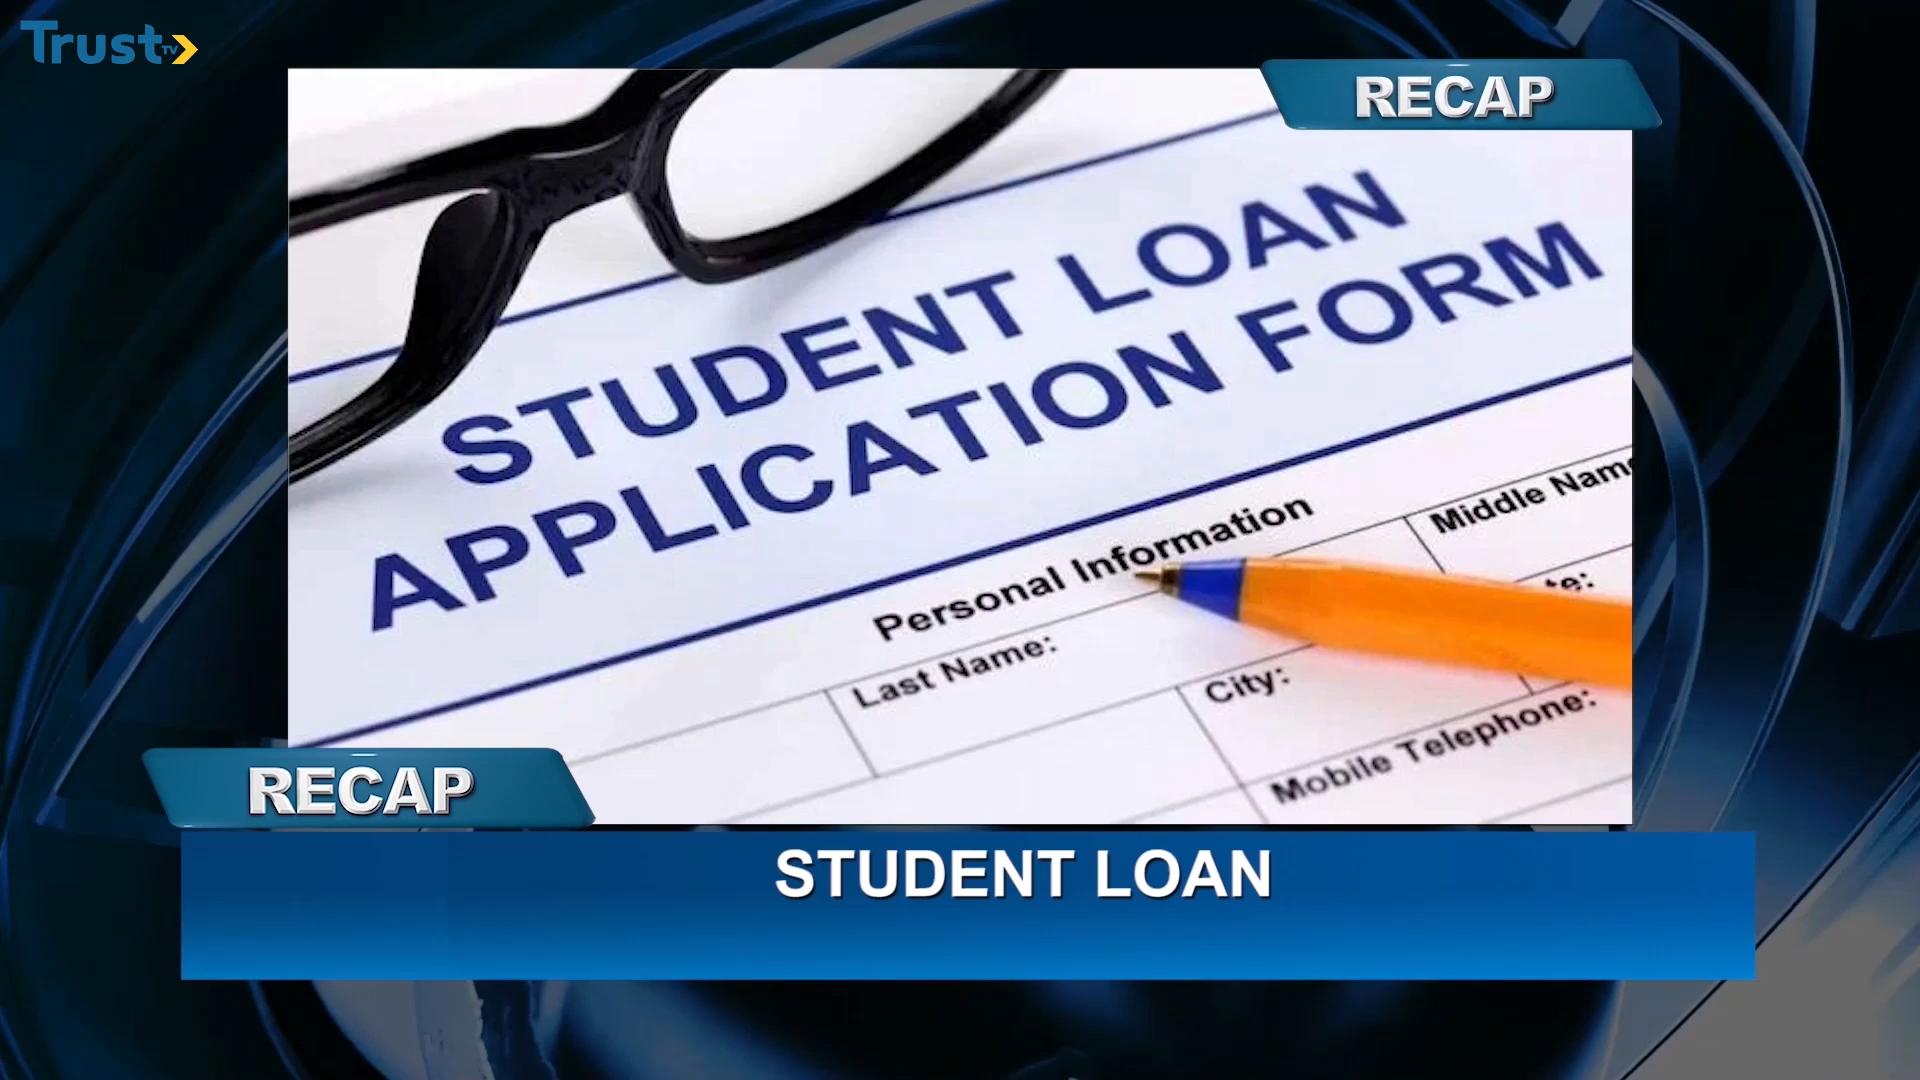 Trust TV
RECAP
STUDENT LOAN
APPLICATION FORM
Personal Information
Middle Name
Last Name:
City:
te:
Mobile Telephone:
RECAP
STUDENT LOAN